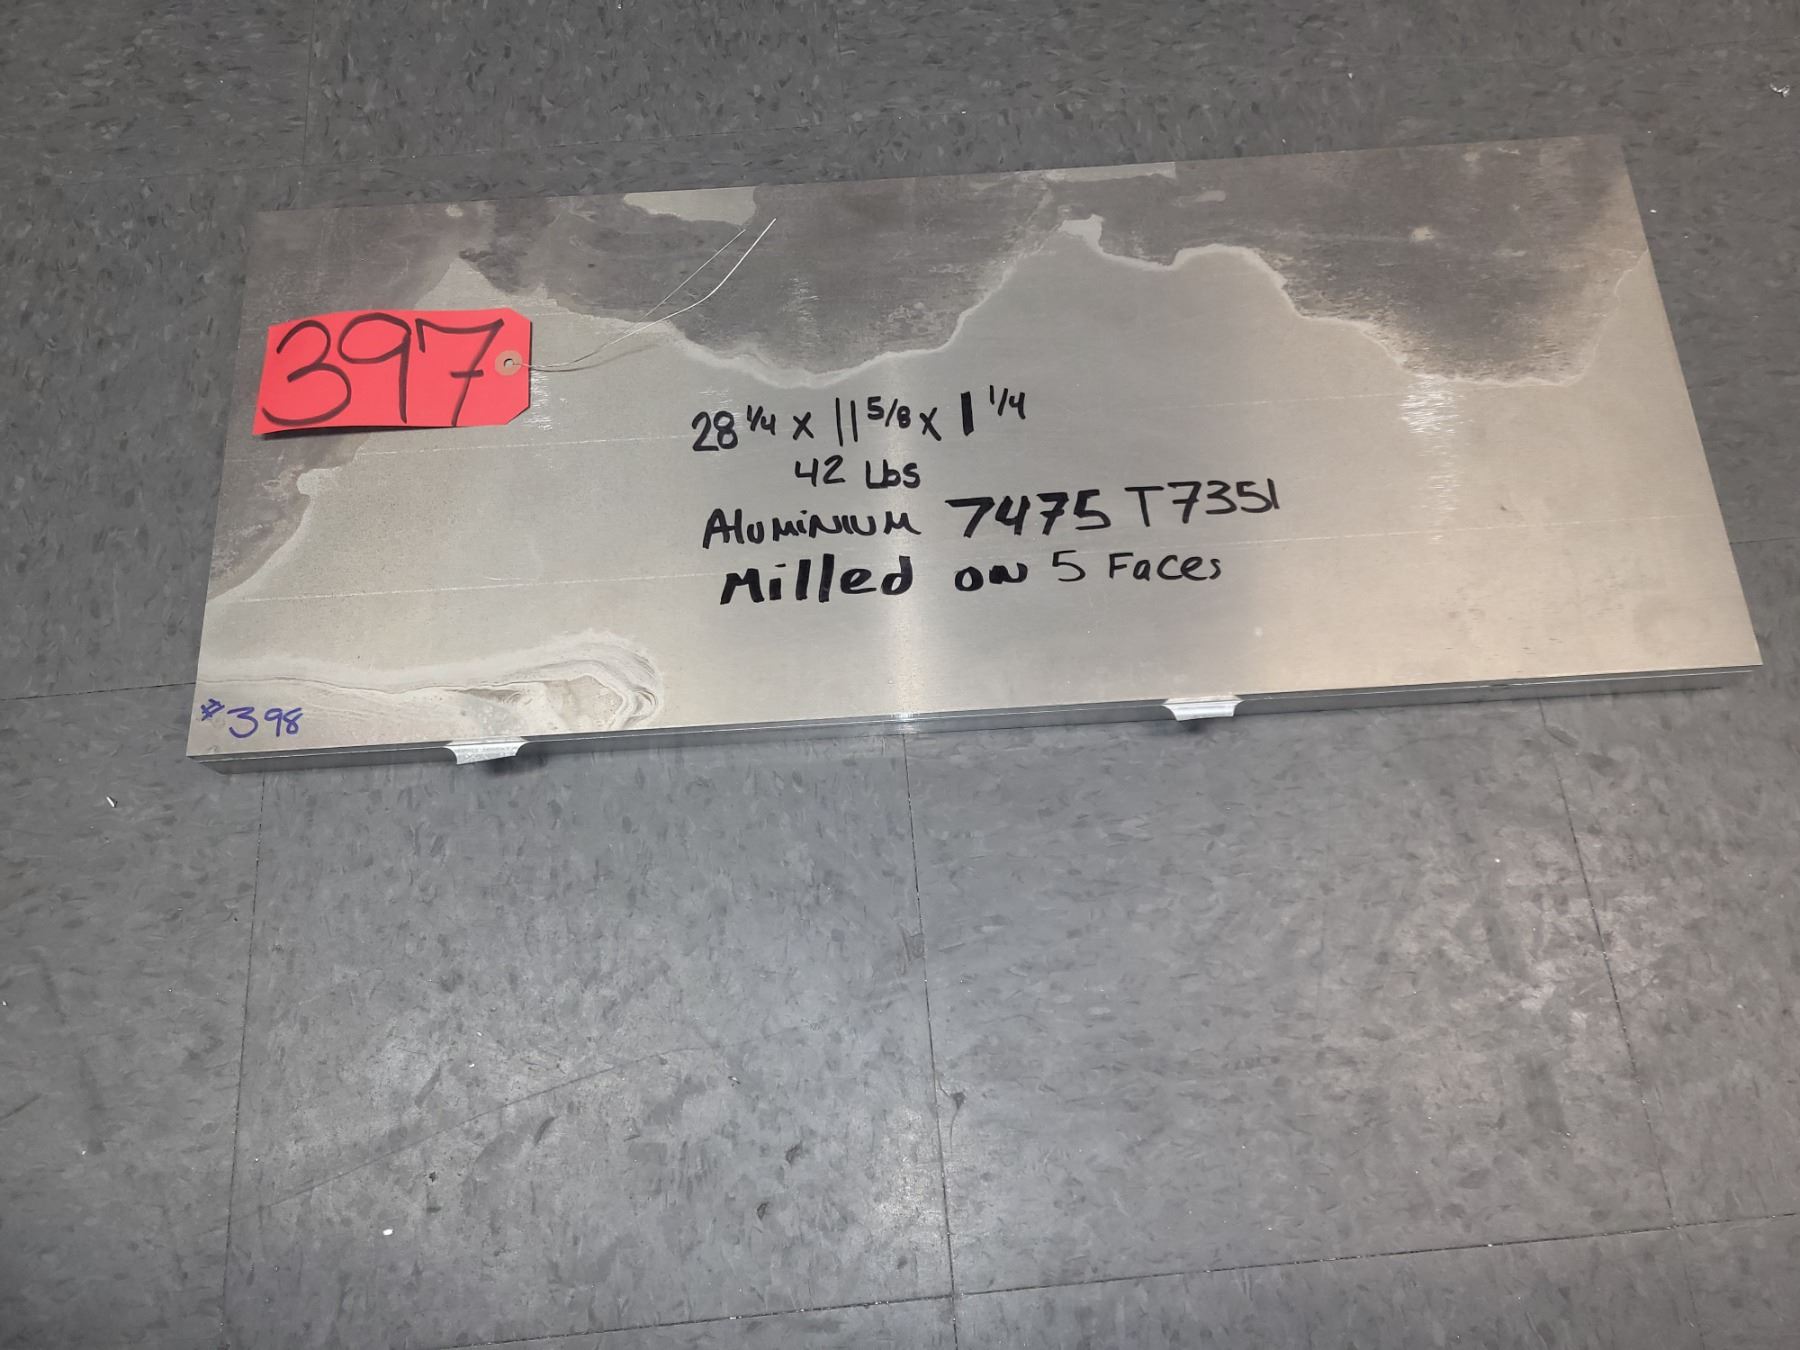 397
28 1/4 x 11 5/8 x 1 1/4
42 Lbs
Aluminum 7475 T7351
Milled on 5 Faces
#398